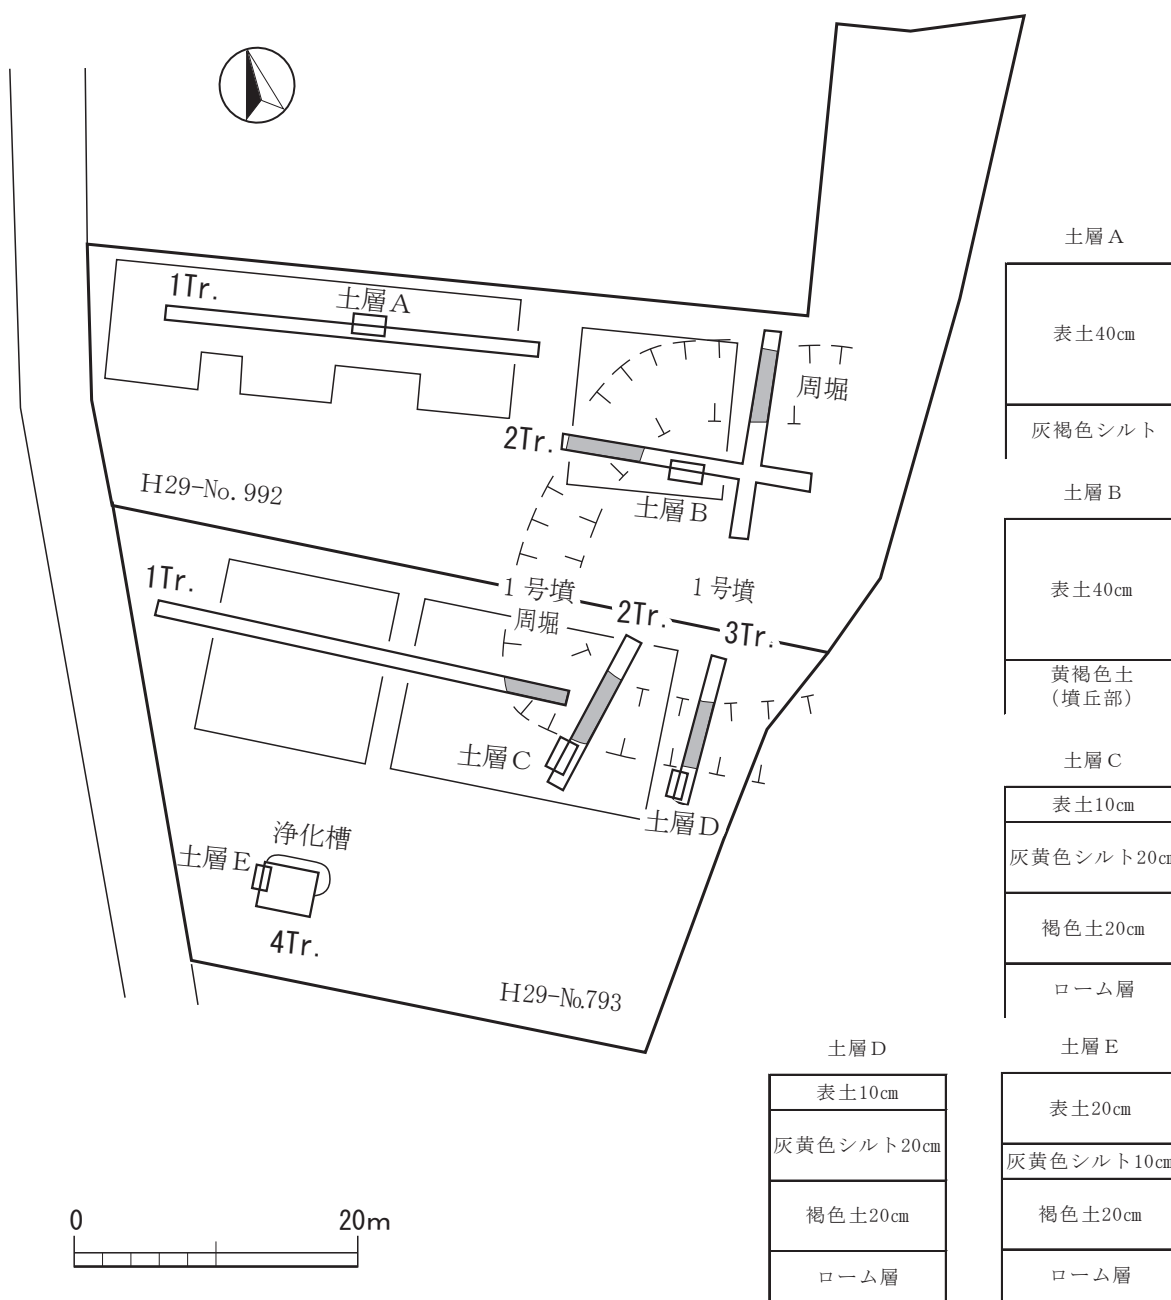 1Tr.
土層A
周堀
2Tr.
土層B
H29-No. 992
1Tr.
1号墳
周堀
1号墳
2Tr.
3Tr.
土層C
土層D
浄化槽
土層E
4Tr.
H29-No.793
0
20m
土層A
表土40cm
灰褐色シルト
土層B
表土40cm
黄褐色土
(墳丘部)
土層C
表土10cm
灰黄色シルト20cm
褐色土20cm
ローム層
土層D
表土10cm
灰黄色シルト20cm
褐色土20cm
ローム層
土層E
表土20cm
灰黄色シルト10cm
褐色土20cm
ローム層